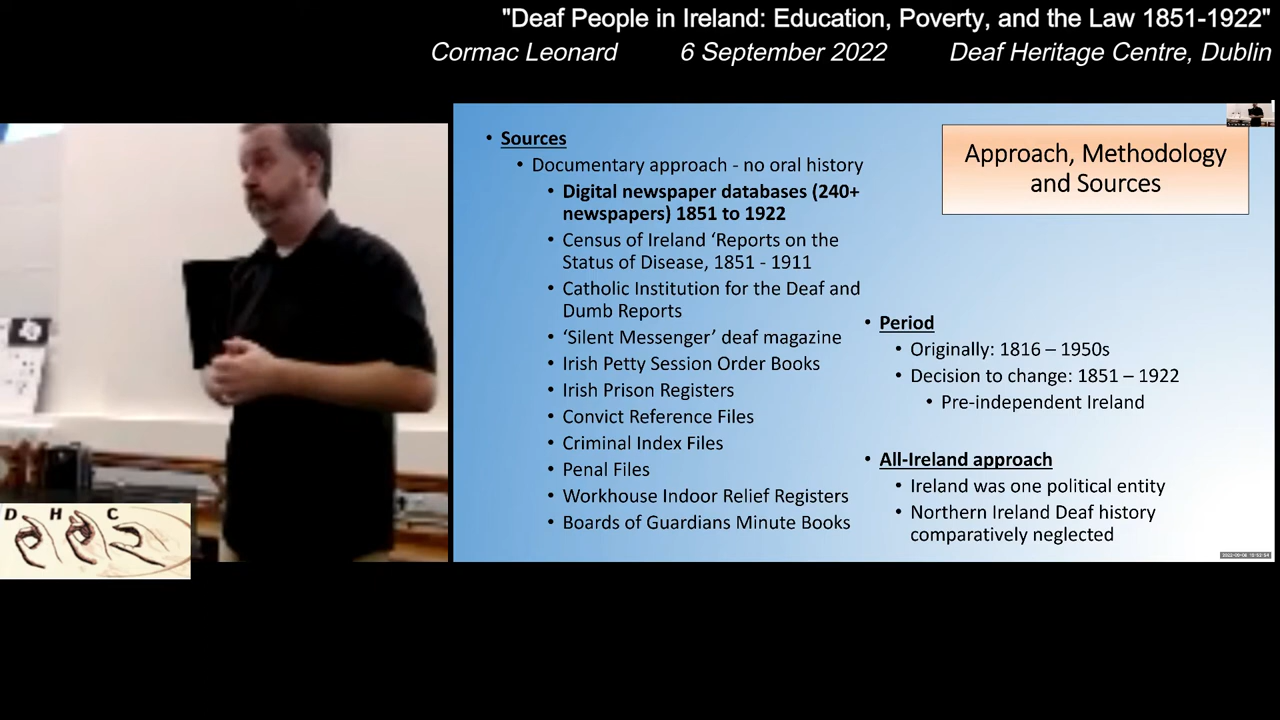 "Deaf People in Ireland: Education, Poverty, and the Law 1851-1922"
Cormac Leonard 6 September 2022 Deaf Heritage Centre, Dublin
• Sources
• Documentary approach - no oral history
• Digital newspaper databases (240+
newspapers) 1851 to 1922
• Census of Ireland ‘Reports on the
Status of Disease, 1851 - 1911
• Catholic Institution for the Deaf and
Dumb Reports
• ‘Silent Messenger’ deaf magazine
• Irish Petty Session Order Books
• Irish Prison Registers
• Convict Reference Files
• Criminal Index Files
• Penal Files
• Workhouse Indoor Relief Registers
• Boards of Guardians Minute Books
Approach, Methodology
and Sources
• Period
• Originally: 1816 – 1950s
• Decision to change: 1851 – 1922
• Pre-independent Ireland
• All-Ireland approach
• Ireland was one political entity
• Northern Ireland Deaf history
comparatively neglected
D H C